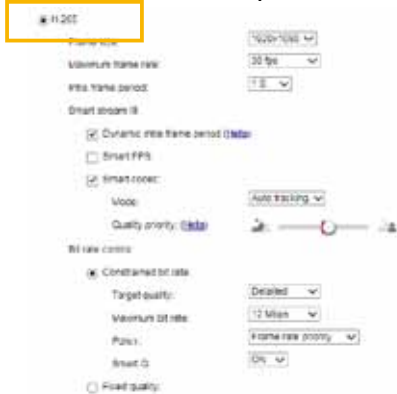 H.265
Frame size: 1920x1080
Maximum frame rate: 30 fps
Intra frame period: 1 S
Smart stream III
Dynamic intra frame period (Help)
Smart FPS
Smart codec:
Mode: Auto tracking
Quality priority: (Help)
Bit rate control
Constrained bit rate
Target quality: Detailed
Maximum bit rate: 12 Mbps
Policy: Frame rate priority
Smart Q: ON
Fixed quality: